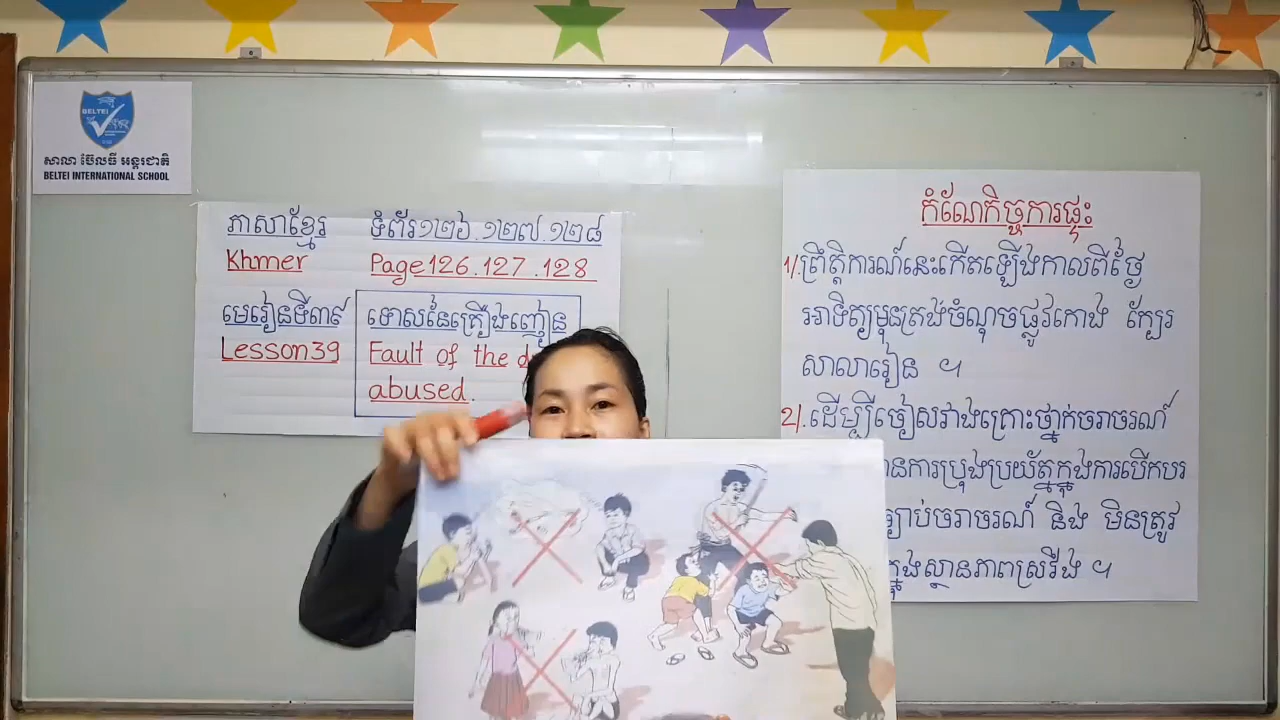 BELTEI
សាលា ប៊ែលធី អន្តរជាតិ
BELTEI INTERNATIONAL SCHOOL
ភាសាខ្មែរ ទំព័រ១២៦.១២៧.១២៨
Khmer Page 126.127.128
មេរៀនទី៣៩ ទោសនៃគ្រឿងញៀន
Lesson 39 Fault of the
abused.
កំណែកិច្ចការផ្ទះ
1/.ព្រឹត្តិការណ៍នេះកើតឡើងកាលពីថ្ងៃ
អាទិត្យមុនត្រង់ចំណុចផ្លូវកោង ក្បែរ
សាលារៀន ។
2/.ដើម្បីចៀសវាងគ្រោះថ្នាក់ចរាចរណ៍
ការប្រុងប្រយ័ត្នក្នុងការបើកបរ
ចរាចរណ៍ និង មិនត្រូវ
ក្នុងស្ថានភាពស្រវឹង ។